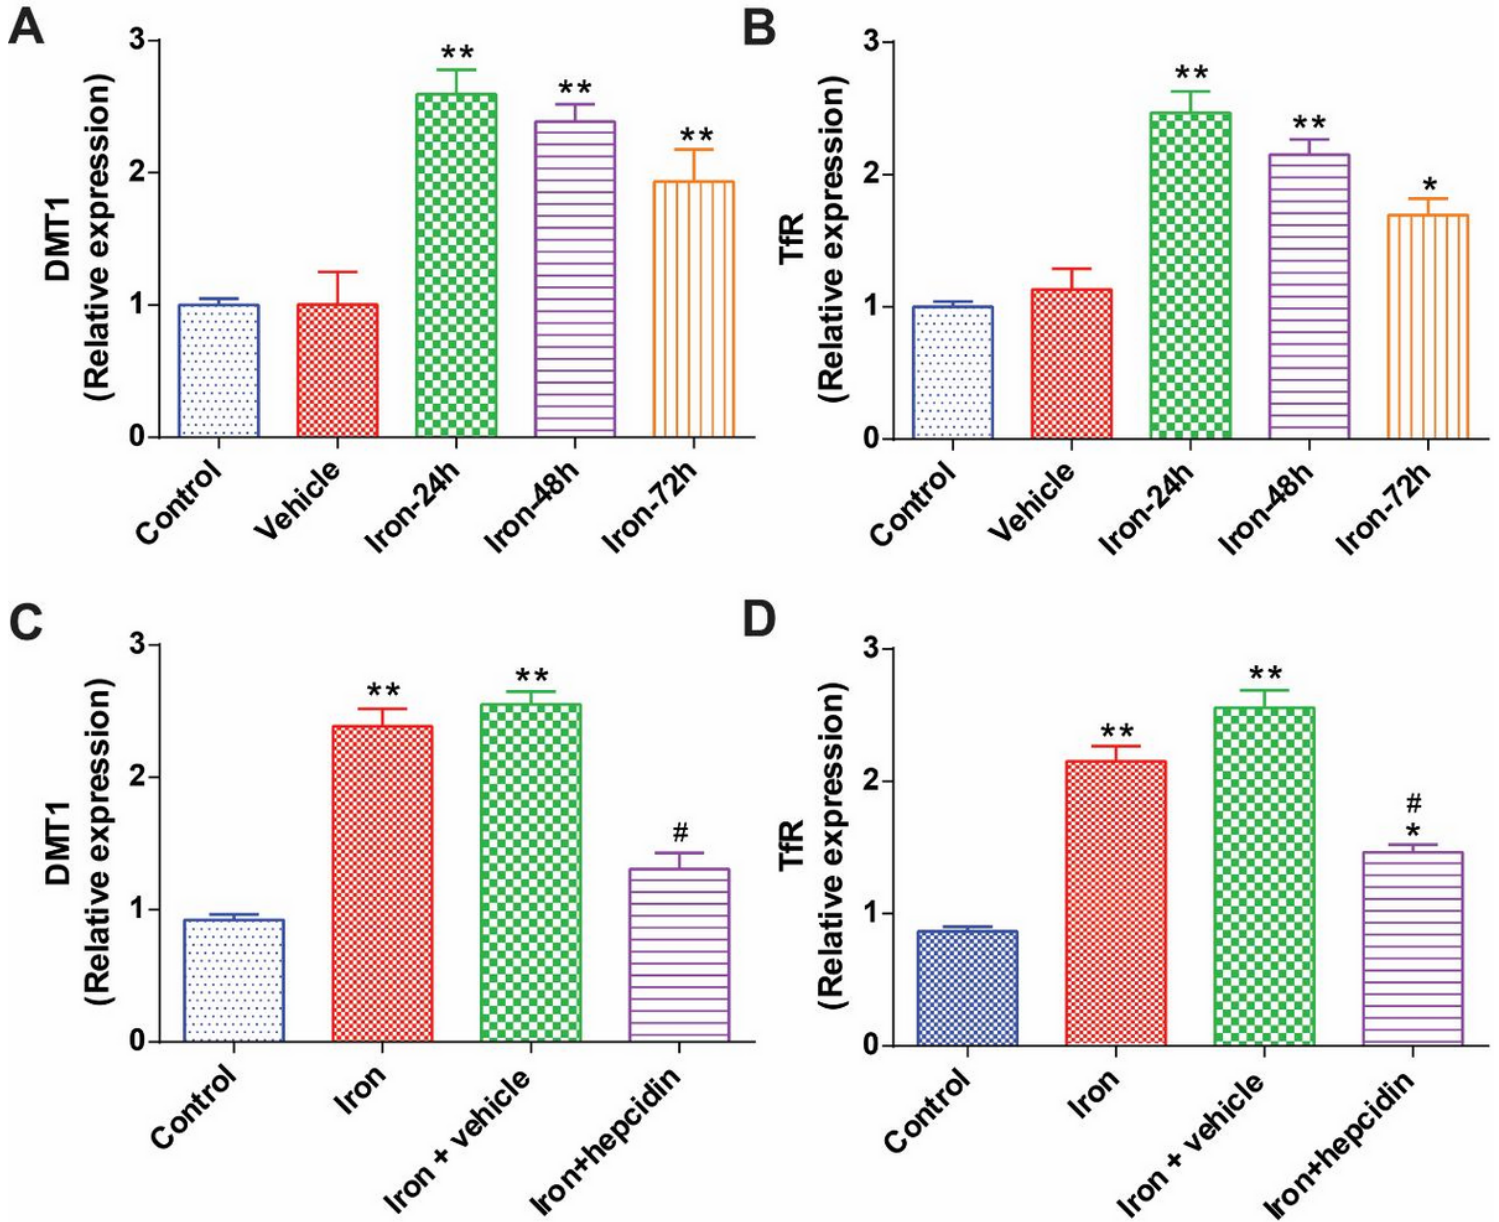 A
DMT1
(Relative expression)
3
2
1
0
**
**
**
Control
Vehicle
Iron-24h
Iron-48h
Iron-72h
B
TfR
(Relative expression)
3
2
1
0
**
**
*
Control
Vehicle
Iron-24h
Iron-48h
Iron-72h
C
DMT1
(Relative expression)
3
2
1
0
**
**
#
Control
Iron
Iron + vehicle
Iron+hepcidin
D
TfR
(Relative expression)
3
2
1
0
**
**
#
*
Control
Iron
Iron + vehicle
Iron+hepcidin